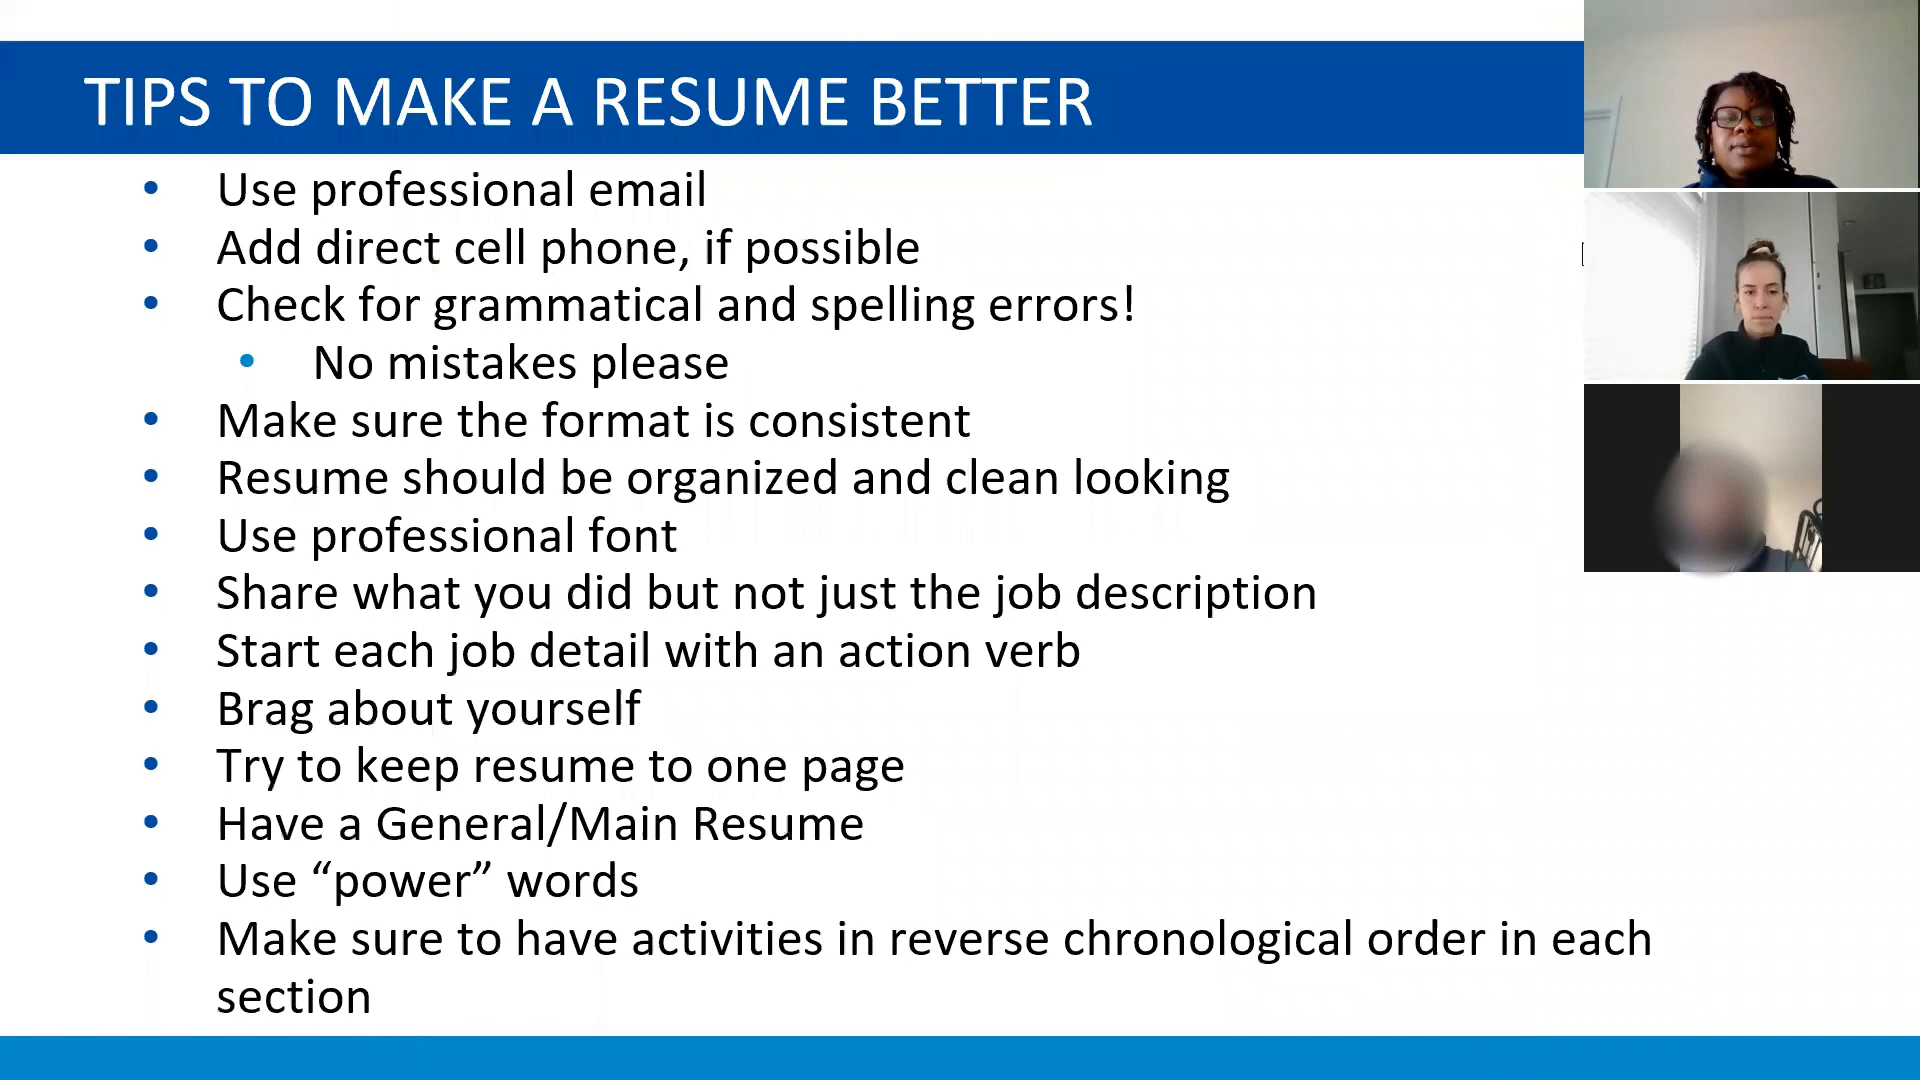 TIPS TO MAKE A RESUME BETTER
• Use professional email
• Add direct cell phone, if possible
• Check for grammatical and spelling errors!
• No mistakes please
• Make sure the format is consistent
• Resume should be organized and clean looking
• Use professional font
• Share what you did but not just the job description
• Start each job detail with an action verb
• Brag about yourself
• Try to keep resume to one page
• Have a General/Main Resume
• Use “power” words
• Make sure to have activities in reverse chronological order in each
section